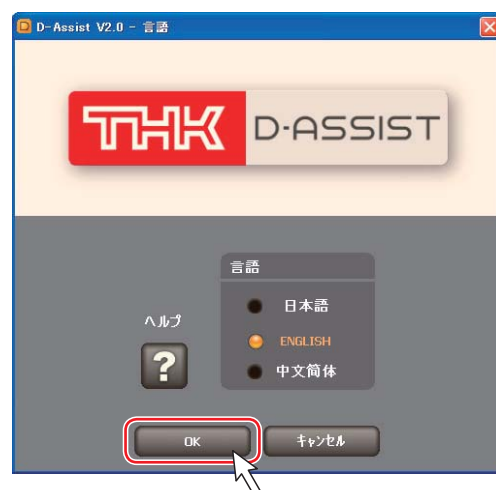 D-Assist V2.0 - 言語
THK D-ASSIST
言語
日本語
ヘルプ
ENGLISH
?
中文简体
OK キャンセル